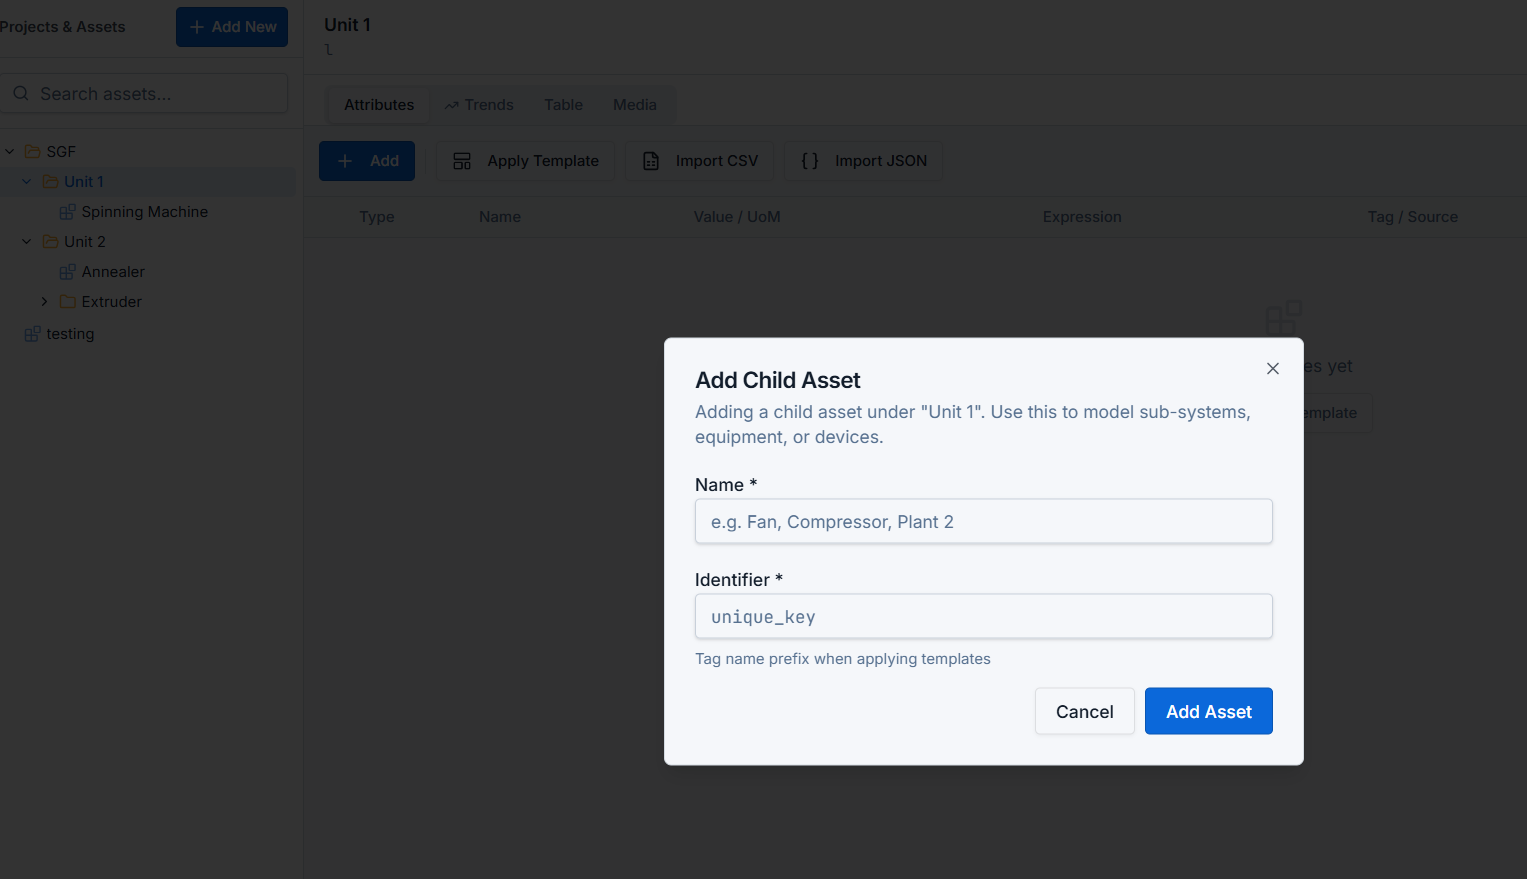 Projects & Assets
Add New
Search assets...
SGF
Unit 1
Spinning Machine
Unit 2
Annealer
Extruder
testing
Unit 1
Attributes
Trends
Table
Media
Add
Apply Template
Import CSV
Import JSON
Type
Name
Value / UoM
Expression
Tag / Source
yet
Add Child Asset
Adding a child asset under "Unit 1". Use this to model sub-systems,
equipment, or devices.
Name *
e.g. Fan, Compressor, Plant 2
Identifier *
unique_key
Tag name prefix when applying templates
Cancel
Add Asset